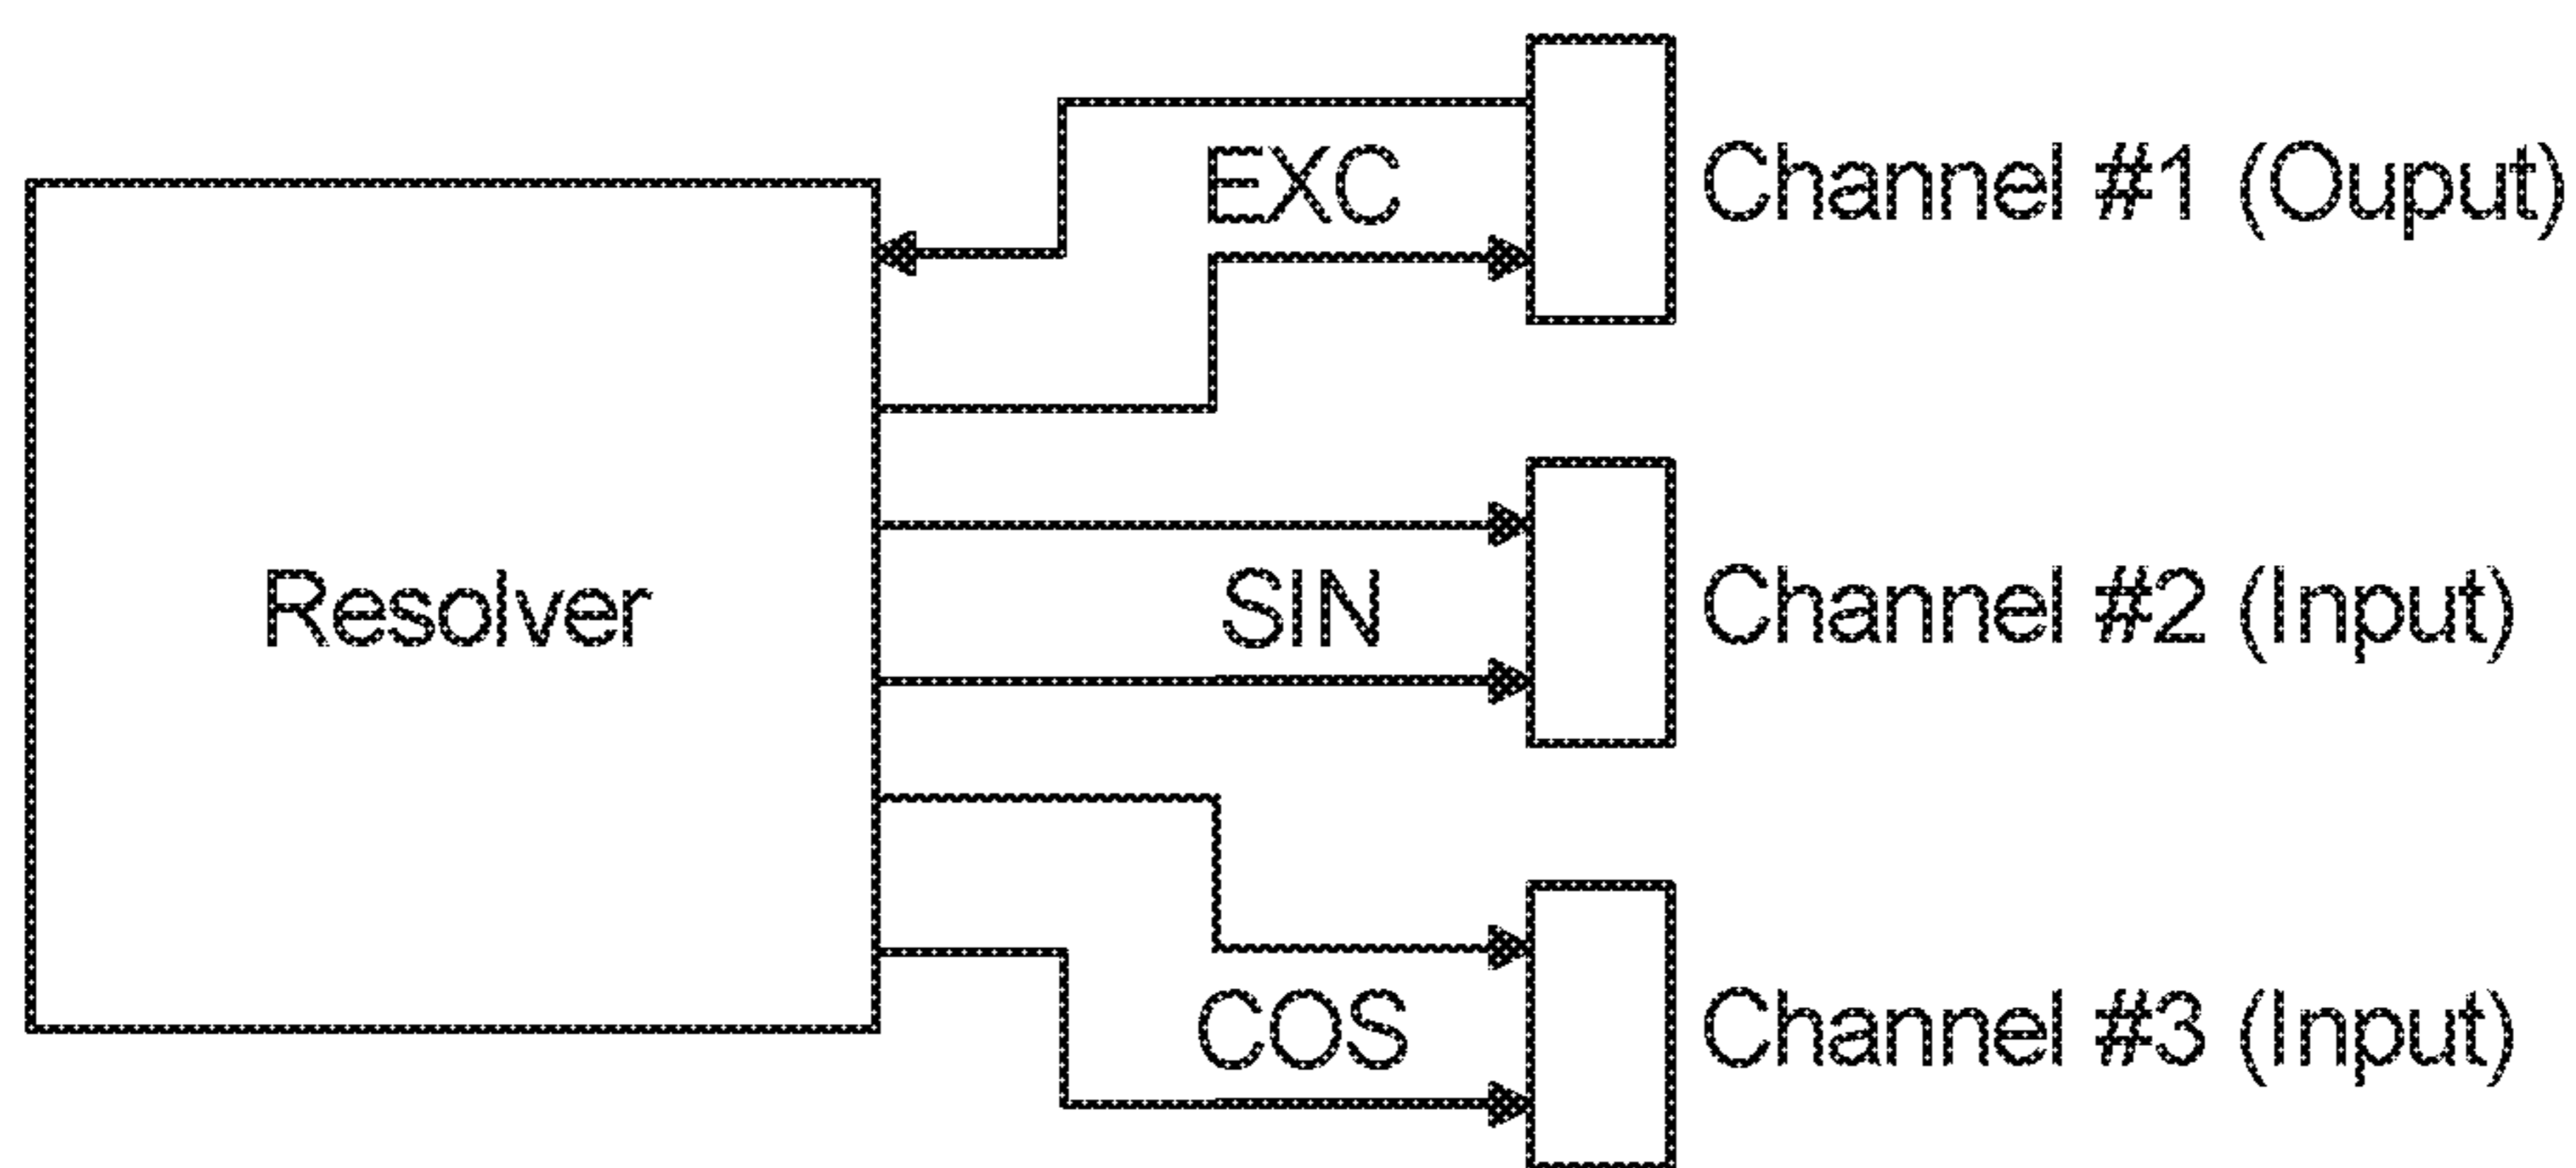 EXC
Channel #1 (Ouput)
Resolver
SIN
Channel #2 (Input)
COS
Channel #3 (Input)